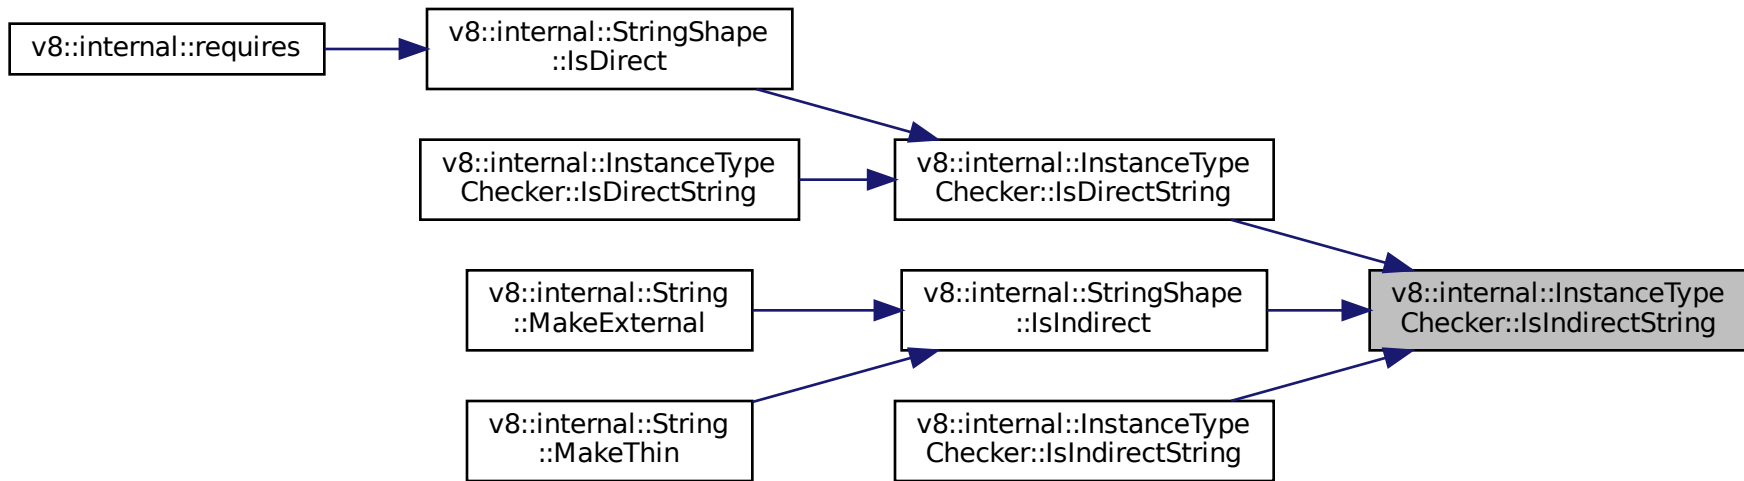 v8::internal::requires
v8::internal::StringShape
::IsDirect
v8::internal::InstanceType
Checker::IsDirectString
v8::internal::InstanceType
Checker::IsDirectString
v8::internal::String
::MakeExternal
v8::internal::StringShape
::IsIndirect
v8::internal::InstanceType
Checker::IsIndirectString
v8::internal::String
::MakeThin
v8::internal::InstanceType
Checker::IsIndirectString